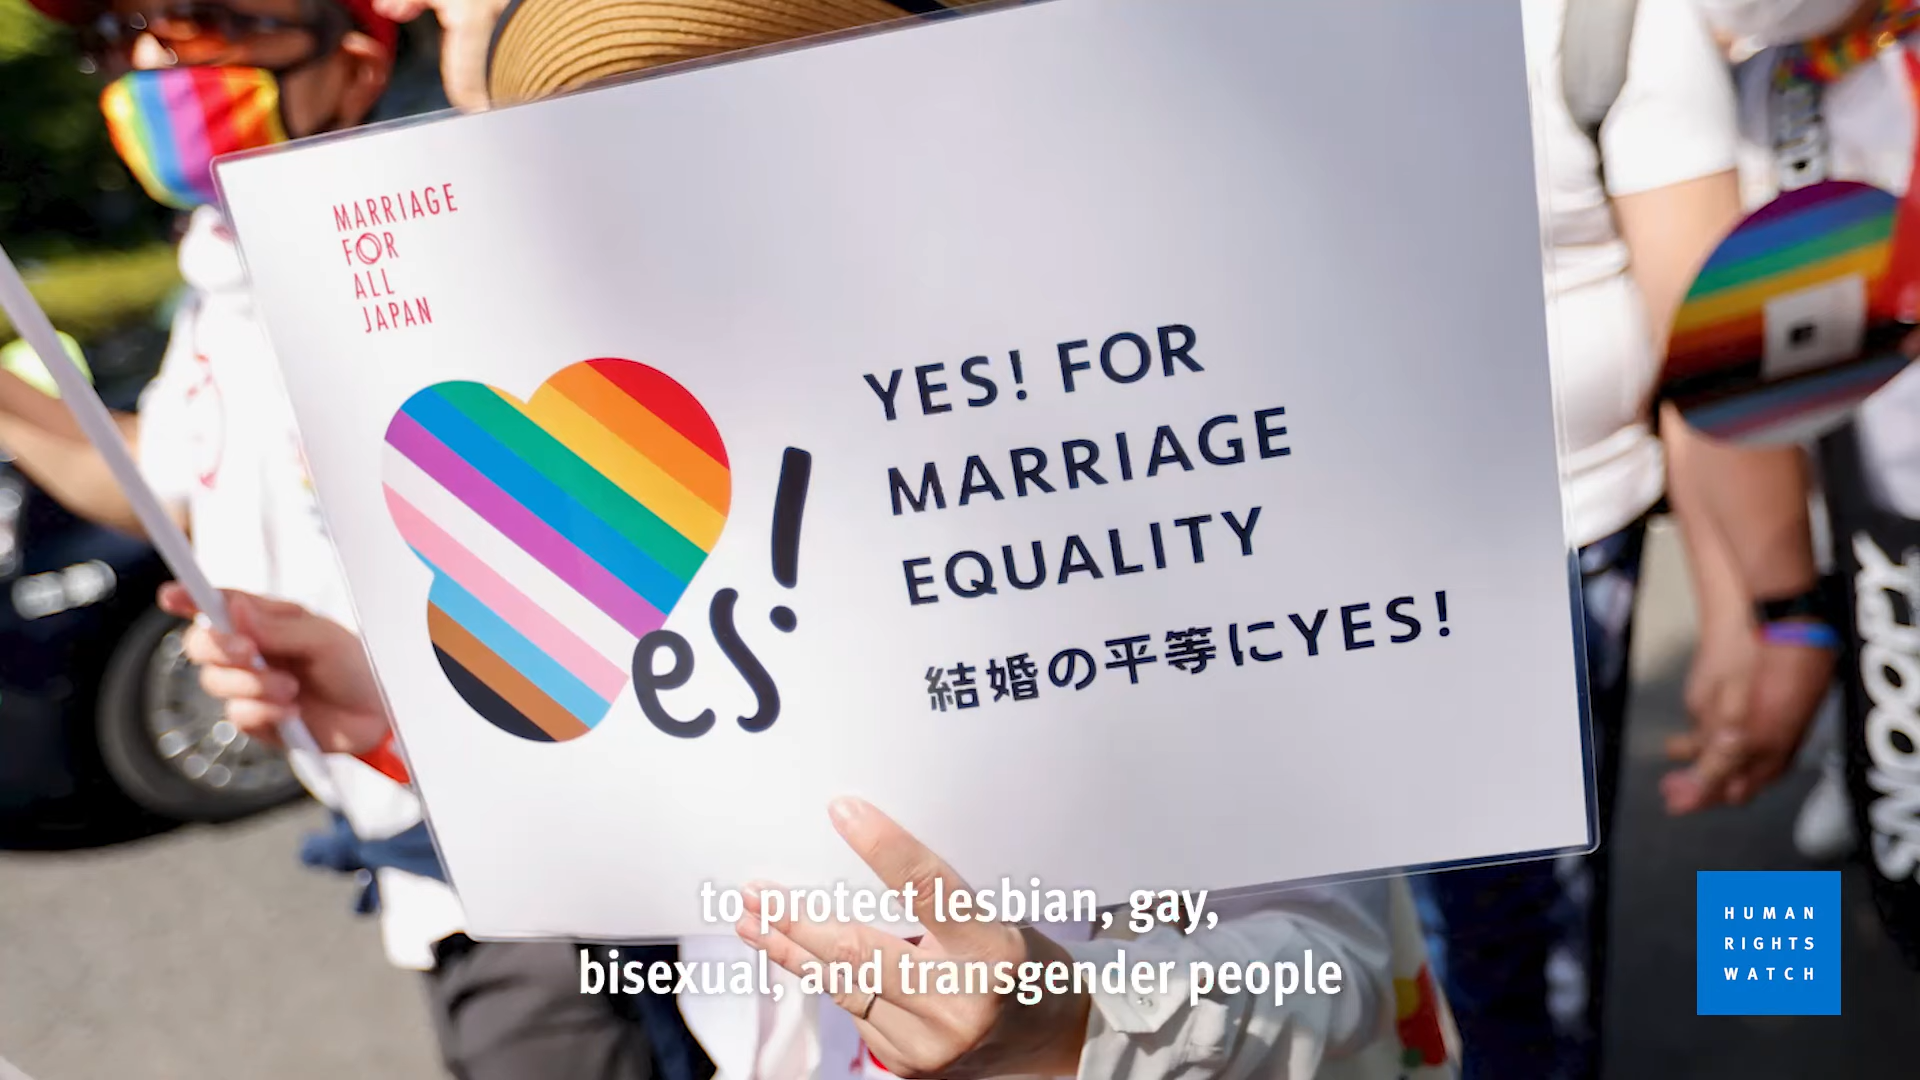 MARRIAGE
FOR
ALL
JAPAN
es!
YES! FOR
MARRIAGE
EQUALITY
結婚の平等にYES!
SNOOPY
to protect lesbian, gay,
bisexual, and transgender people
HUMAN
RIGHTS
WATCH